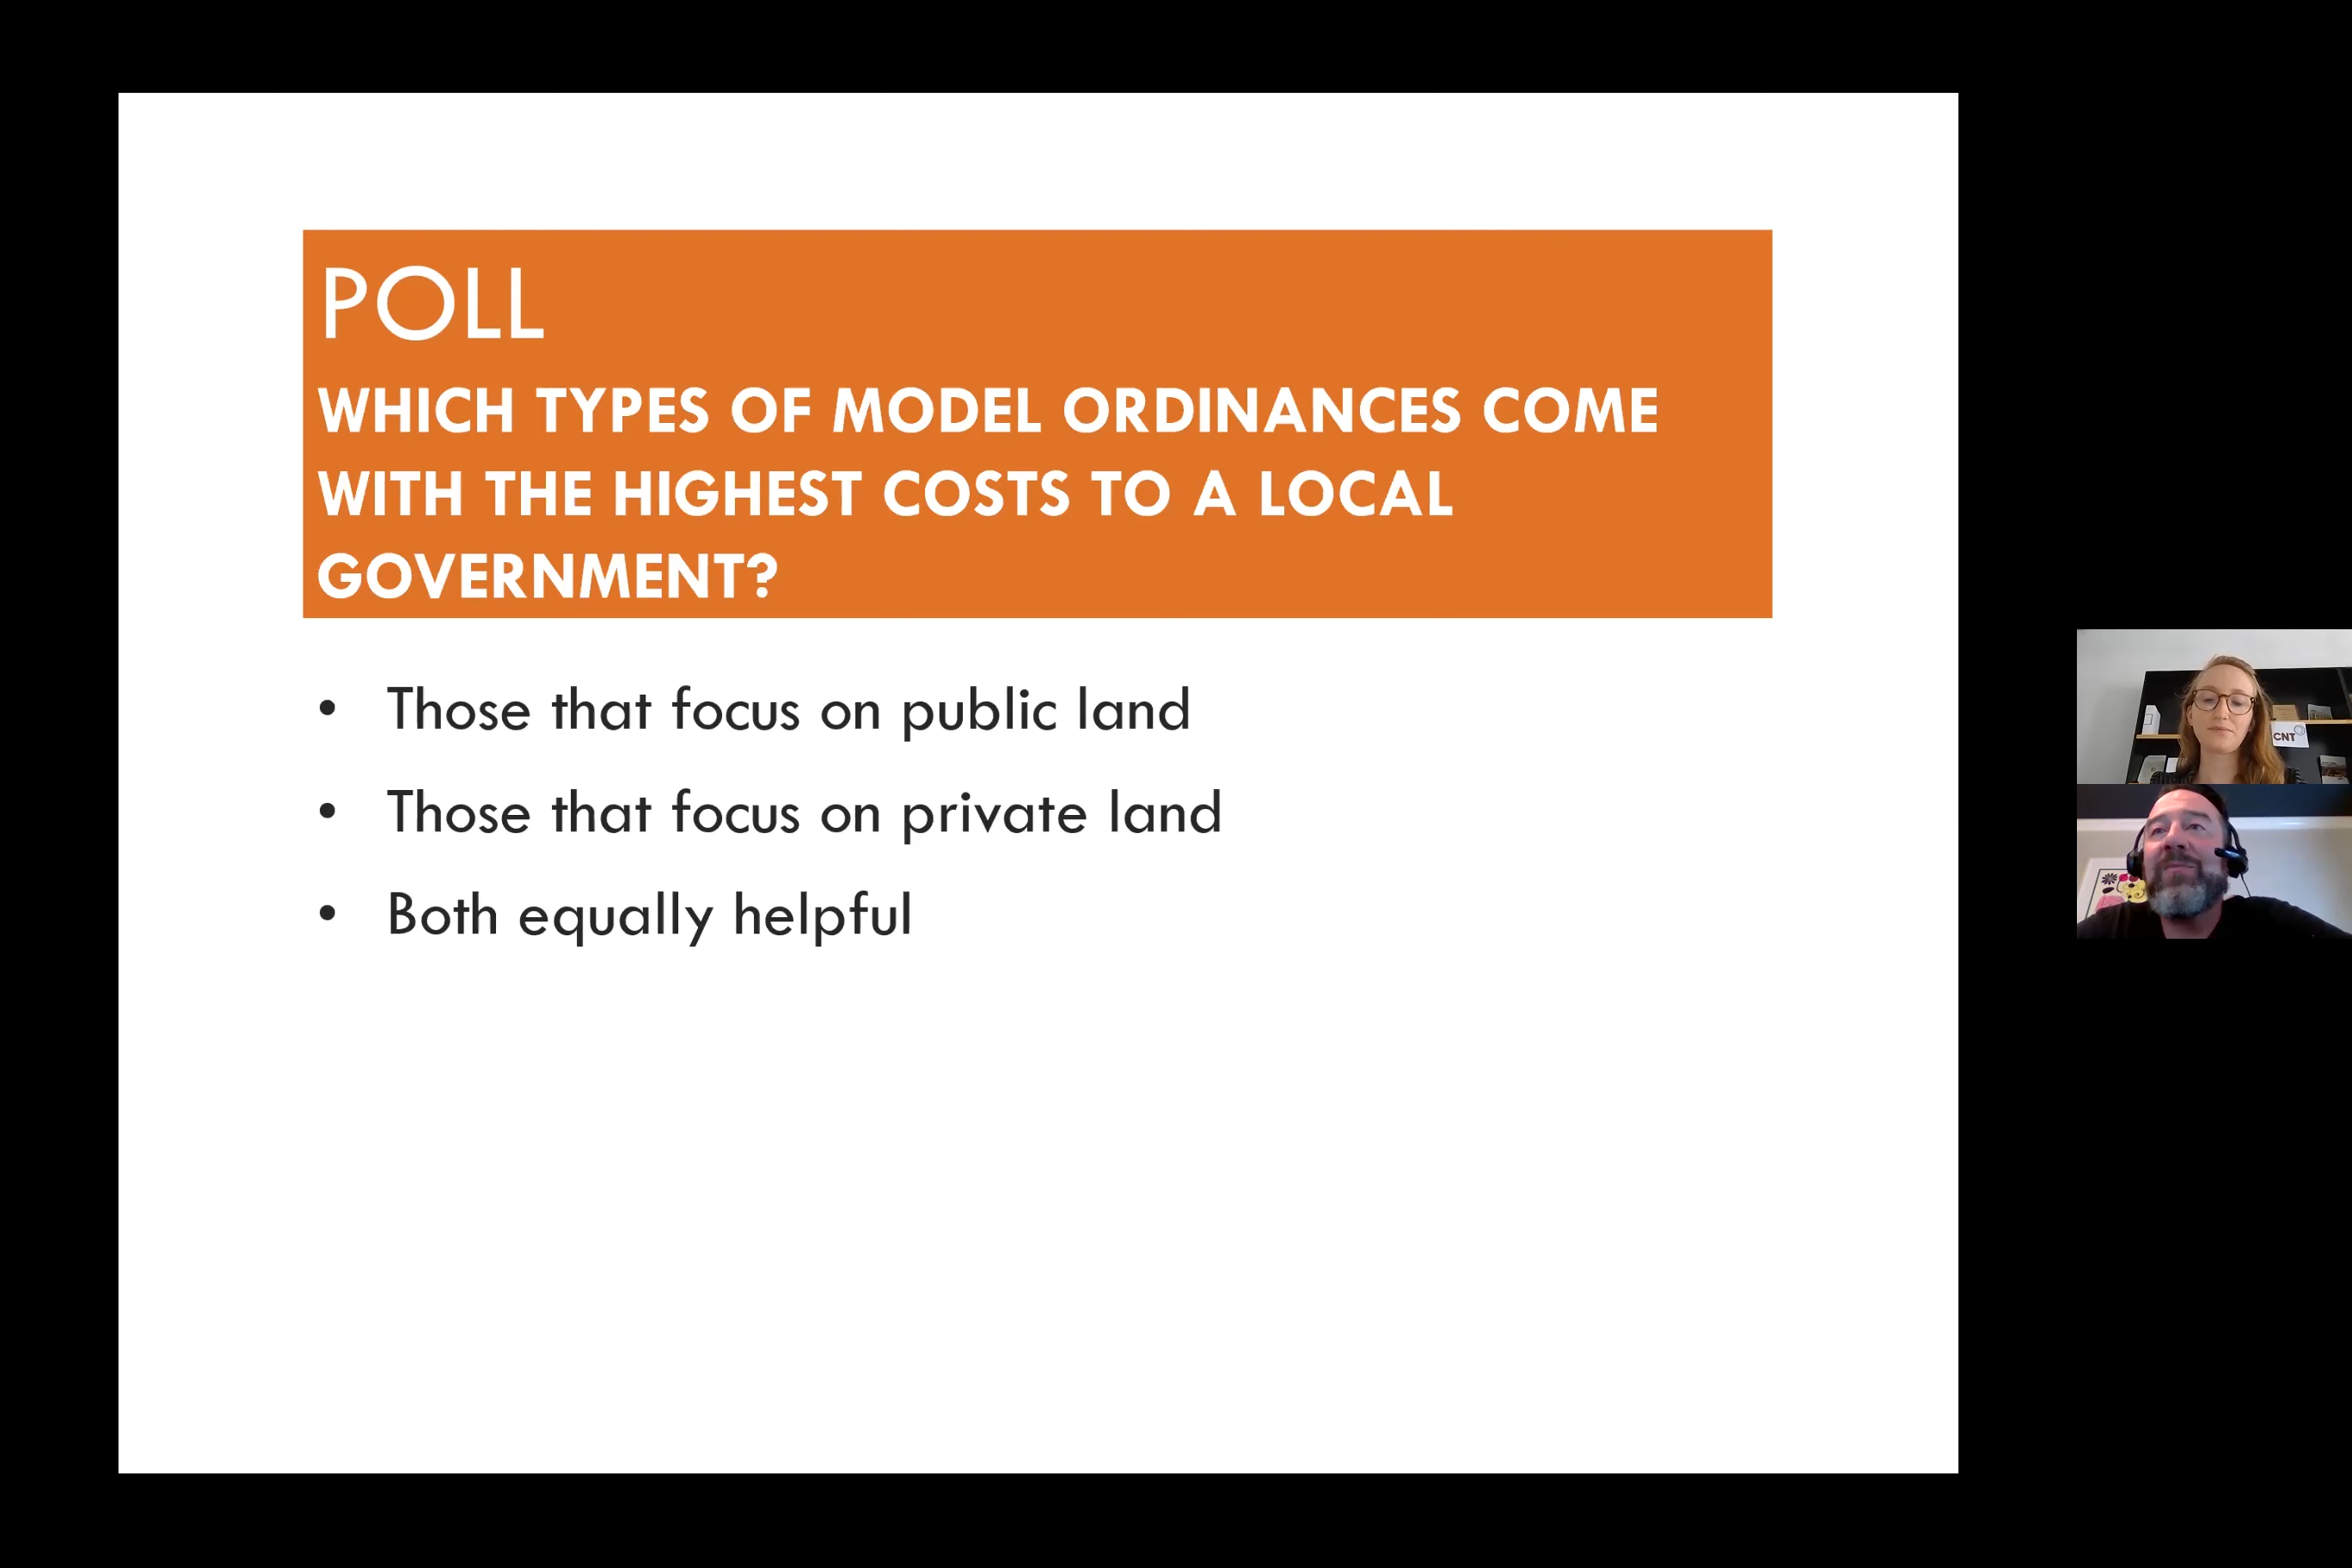 POLL
WHICH TYPES OF MODEL ORDINANCES COME
WITH THE HIGHEST COSTS TO A LOCAL
GOVERNMENT?
• Those that focus on public land
• Those that focus on private land
• Both equally helpful
CNT